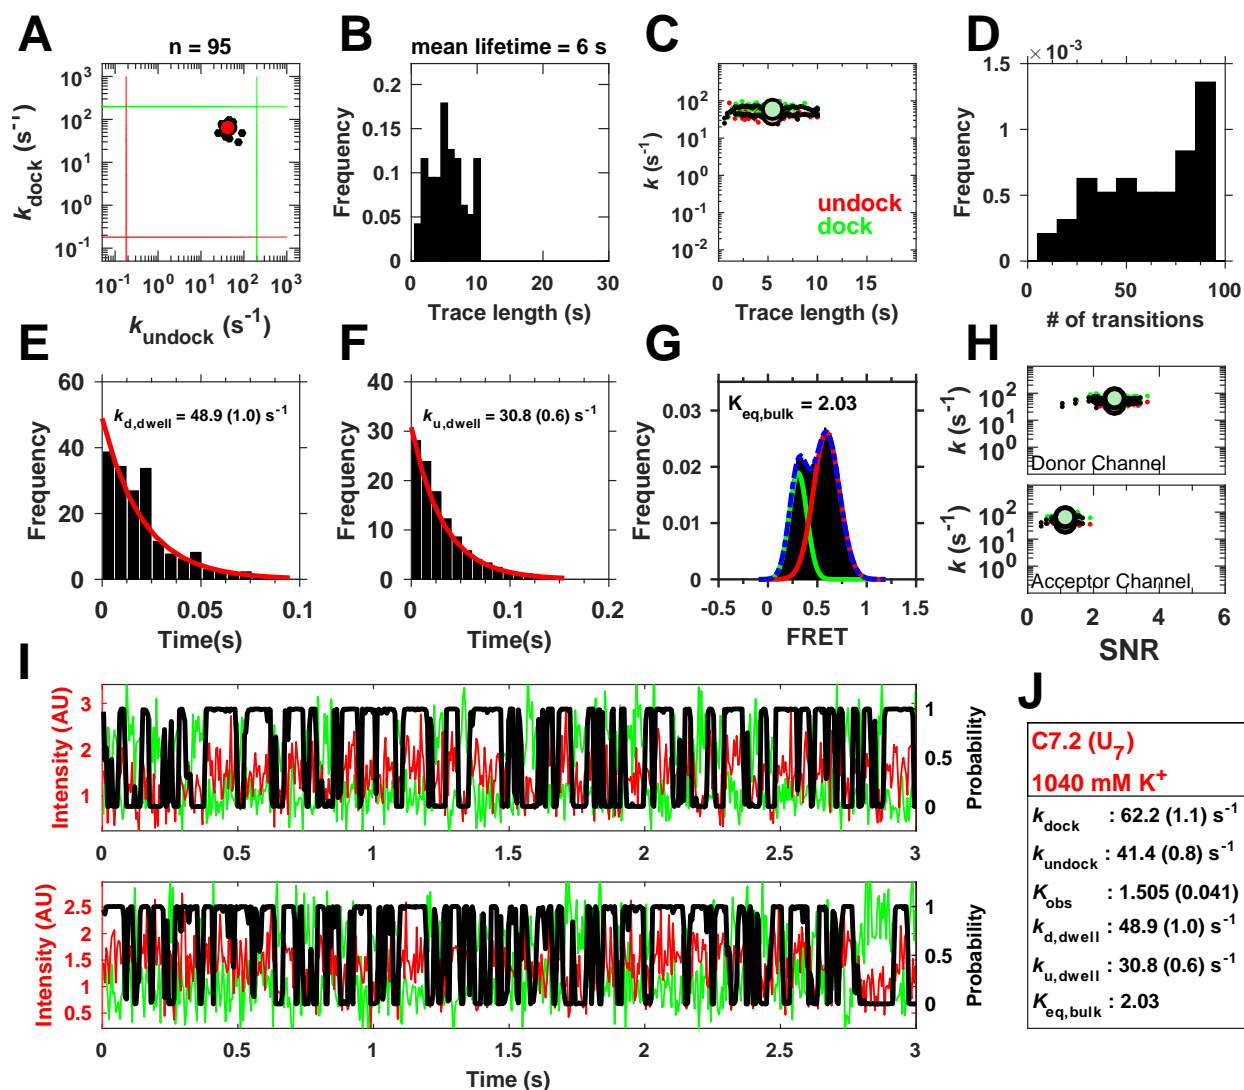 A
n = 95
k_dock (s⁻¹)
10³
10²
10¹
10⁰
10⁻¹
10⁻¹ 10⁰ 10¹ 10² 10³
k_undock (s⁻¹)
B
mean lifetime = 6 s
Frequency
0.2
0.15
0.1
0.05
0
0 10 20 30
Trace length (s)
C
k (s⁻¹)
10²
10¹
10⁰
10⁻¹
10⁻²
undock
dock
0 5 10 15
Trace length (s)
D
× 10⁻³
Frequency
1.5
1
0.5
0
0 50 100
# of transitions
E
k_d,dwell = 48.9 (1.0) s⁻¹
Frequency
60
40
20
0
0 0.05 0.1
Time(s)
F
k_u,dwell = 30.8 (0.6) s⁻¹
Frequency
40
30
20
10
0
0 0.1 0.2
Time(s)
G
K_eq,bulk = 2.03
Frequency
0.03
0.02
0.01
0
-0.5 0 0.5 1 1.5
FRET
H
k (s⁻¹)
10²
10¹
10⁰
Donor Channel
k (s⁻¹)
10²
10¹
10⁰
Acceptor Channel
0 2 4 6
SNR
I
Intensity (AU)
3
2
1
1
0.5
0
Probability
0 0.5 1 1.5 2 2.5 3
Intensity (AU)
2.5
2
1.5
1
0.5
1
0.5
0
Probability
0 0.5 1 1.5 2 2.5 3
Time (s)
J
C7.2 (U₇)
1040 mM K⁺
k_dock : 62.2 (1.1) s⁻¹
k_undock : 41.4 (0.8) s⁻¹
K_obs : 1.505 (0.041)
k_d,dwell : 48.9 (1.0) s⁻¹
k_u,dwell : 30.8 (0.6) s⁻¹
K_eq,bulk : 2.03